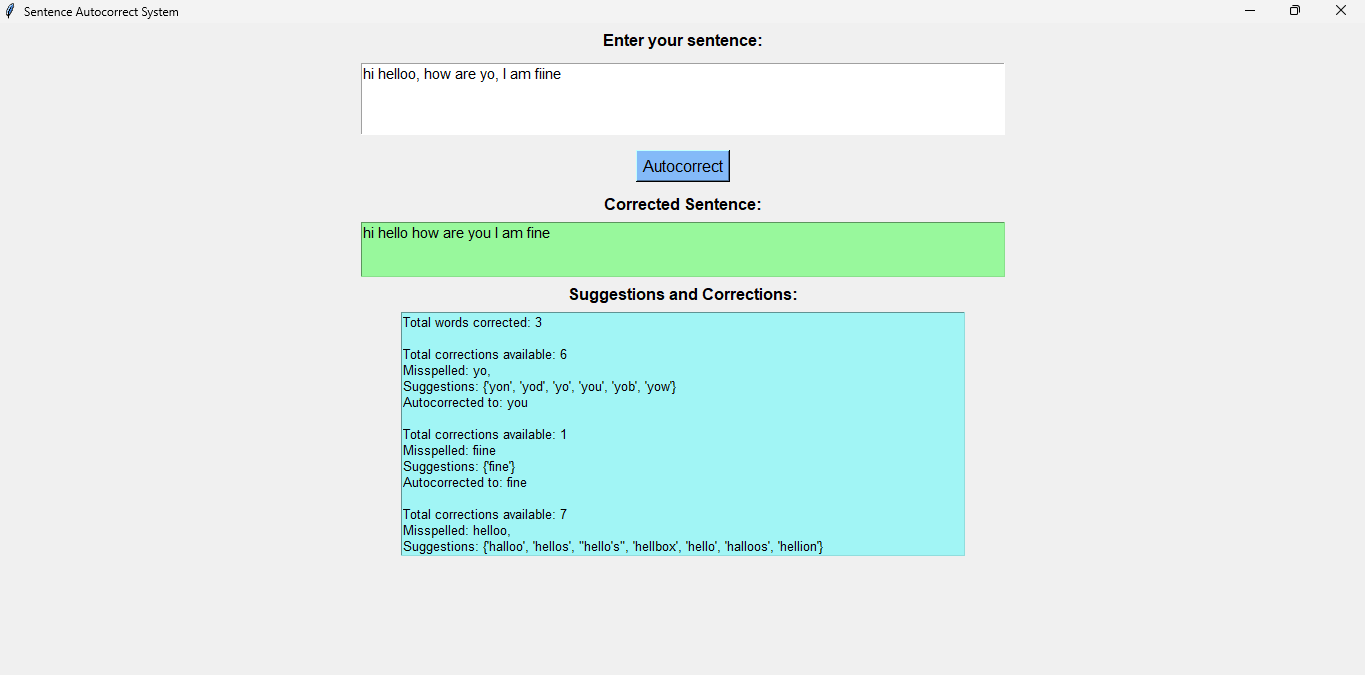 Sentence Autocorrect System
Enter your sentence:
hi helloo, how are yo, I am fiine
Autocorrect
Corrected Sentence:
hi hello how are you I am fine
Suggestions and Corrections:
Total words corrected: 3
Total corrections available: 6
Misspelled: yo,
Suggestions: {'yon', 'yod', 'yo', 'you', 'yob', 'yow'}
Autocorrected to: you
Total corrections available: 1
Misspelled: fiine
Suggestions: {'fine'}
Autocorrected to: fine
Total corrections available: 7
Misspelled: helloo,
Suggestions: {'halloo', 'hellos', "hello's", 'hellbox', 'hello', 'halloos', 'hellion'}